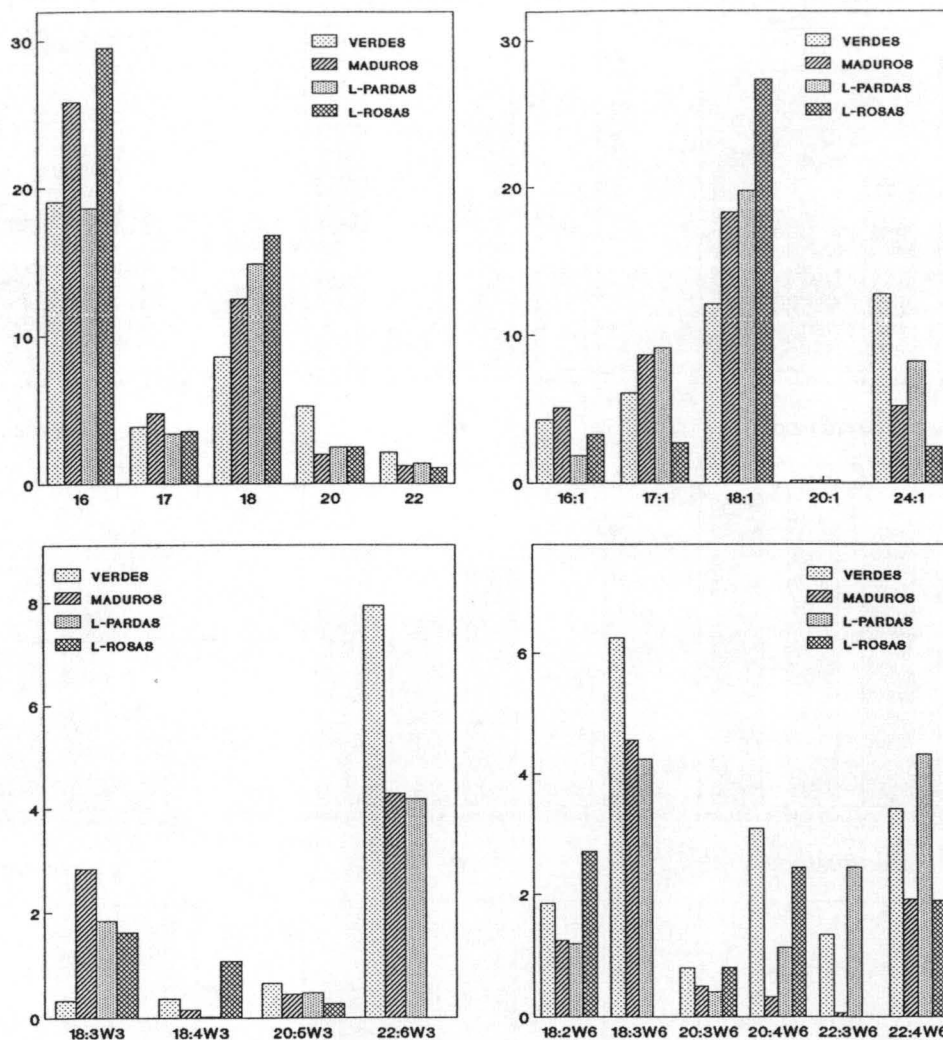 30
20
10
0
VERDES
MADUROS
L-PARDAS
L-ROSAS
16 17 18 20 22
30
20
10
0
VERDES
MADUROS
L-PARDAS
L-ROSAS
16:1 17:1 18:1 20:1 24:1
8
6
4
2
0
VERDES
MADUROS
L-PARDAS
L-ROSAS
18:3W3 18:4W3 20:6W3 22:6W3
6
4
2
0
VERDES
MADUROS
L-PARDAS
L-ROSAS
18:2W6 18:3W6 20:3W6 20:4W6 22:3W6 22:4W6